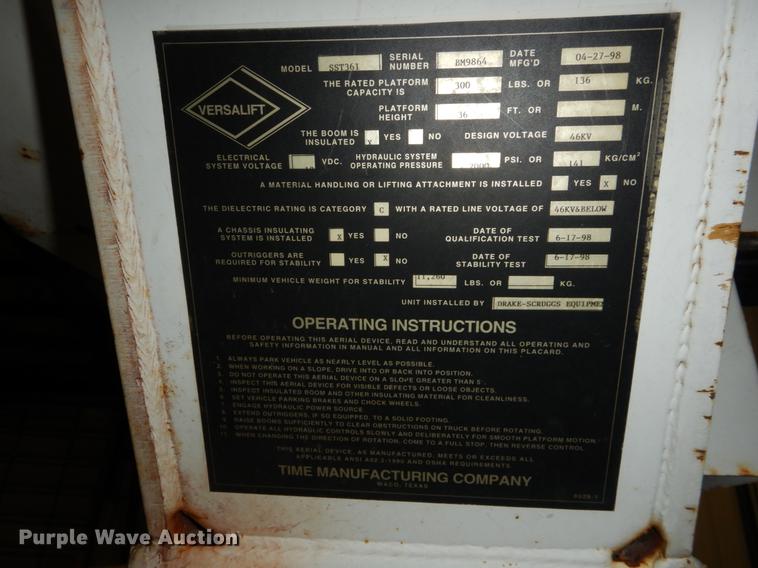 MODEL SST361 SERIAL NUMBER BM9864 DATE MFG'D 04-27-98
VERSALIFT
THE RATED PLATFORM CAPACITY IS 300 LBS. OR 136 KG.
PLATFORM HEIGHT 36 FT. OR M.
THE BOOM IS INSULATED X YES NO DESIGN VOLTAGE 46KV
ELECTRICAL SYSTEM VOLTAGE VDC. HYDRAULIC SYSTEM OPERATING PRESSURE 2000 PSI. OR 141 KG/CM²
A MATERIAL HANDLING OR LIFTING ATTACHMENT IS INSTALLED YES X NO
THE DIELECTRIC RATING IS CATEGORY C WITH A RATED LINE VOLTAGE OF 46KV&BELOW
A CHASSIS INSULATING SYSTEM IS INSTALLED X YES NO DATE OF QUALIFICATION TEST 6-17-98
OUTRIGGERS ARE REQUIRED FOR STABILITY YES X NO DATE OF STABILITY TEST 6-17-98
MINIMUM VEHICLE WEIGHT FOR STABILITY 11,260 LBS. OR KG.
UNIT INSTALLED BY DRAKE-SCRUGGS EQUIPMEN
OPERATING INSTRUCTIONS
BEFORE OPERATING THIS AERIAL DEVICE, READ AND UNDERSTAND ALL OPERATING AND
SAFETY INFORMATION IN MANUAL AND ALL INFORMATION ON THIS PLACARD.
1. ALWAYS PARK VEHICLE AS NEARLY LEVEL AS POSSIBLE.
2. WHEN WORKING ON A SLOPE, DRIVE INTO OR BACK INTO POSITION.
3. DO NOT OPERATE THIS AERIAL DEVICE ON A SLOPE GREATER THAN 5°.
4. INSPECT THIS AERIAL DEVICE FOR VISIBLE DEFECTS OR LOOSE OBJECTS.
5. INSPECT INSULATED BOOM AND OTHER INSULATING MATERIAL FOR CLEANLINESS.
6. SET VEHICLE PARKING BRAKES AND CHOCK WHEELS.
7. ENGAGE HYDRAULIC POWER SOURCE.
8. EXTEND OUTRIGGERS, IF SO EQUIPPED, TO A SOLID FOOTING.
9. RAISE BOOMS SUFFICIENTLY TO CLEAR OBSTRUCTIONS ON TRUCK BEFORE ROTATING.
10. OPERATE ALL HYDRAULIC CONTROLS SLOWLY AND DELIBERATELY FOR SMOOTH PLATFORM MOTION.
11. WHEN CHANGING THE DIRECTION OF ROTATION, COME TO A FULL STOP, THEN REVERSE CONTROL
THIS AERIAL DEVICE, AS MANUFACTURED, MEETS OR EXCEEDS ALL
APPLICABLE ANSI A92.2-1990 AND OSHA REQUIREMENTS.
TIME MANUFACTURING COMPANY
WACO, TEXAS
Purple Wave Auction